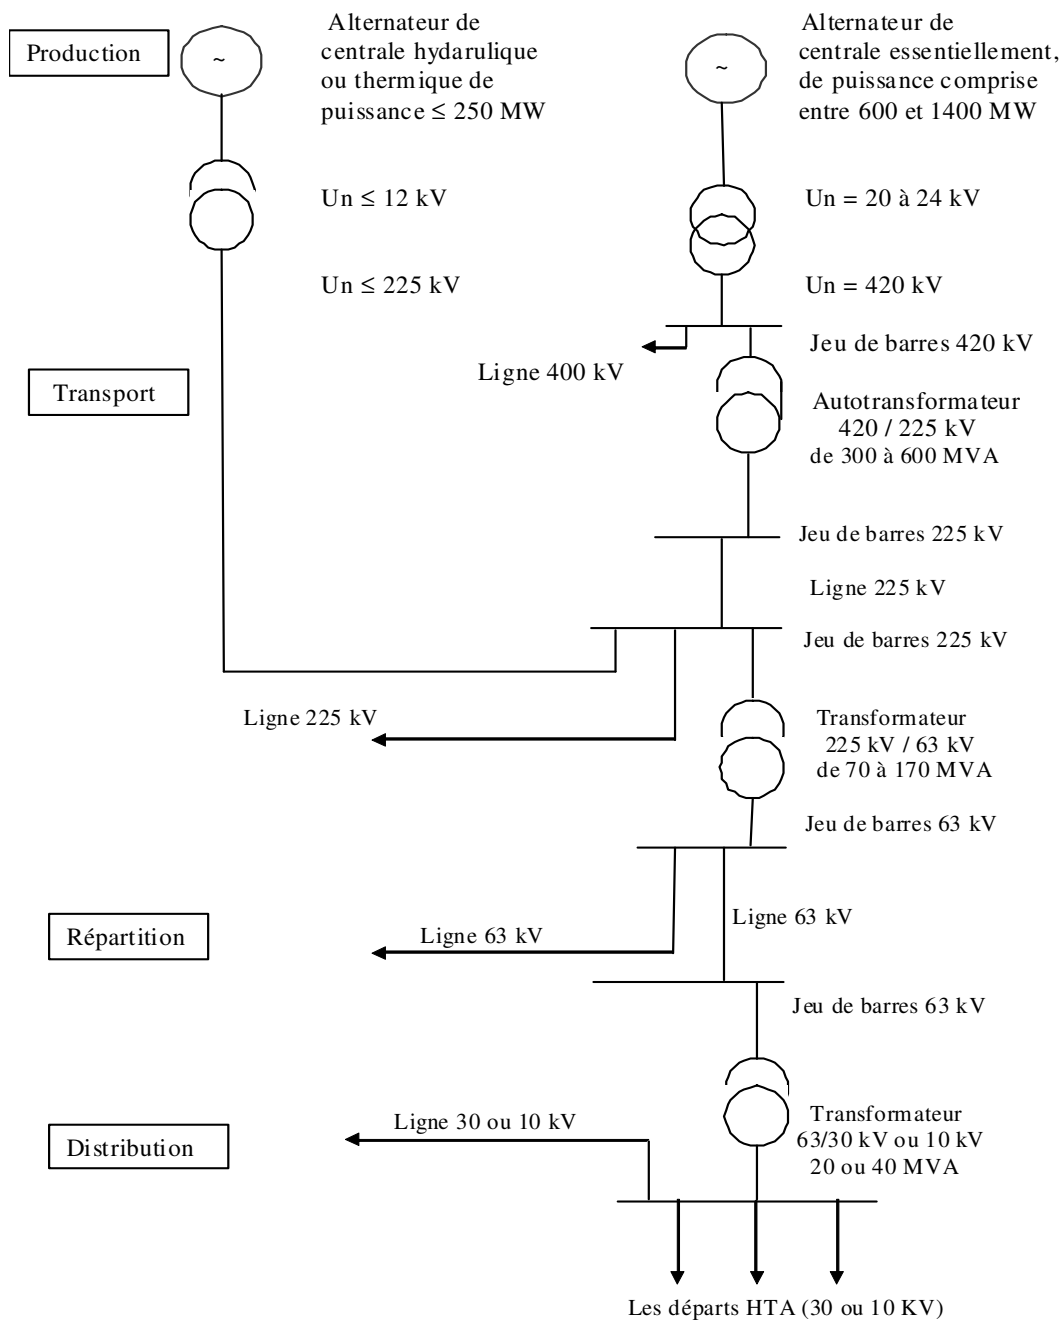 Production
~
Alternateur de
centrale hydarulique
ou thermique de
puissance ≤ 250 MW
~
Alternateur de
centrale essentiellement,
de puissance comprise
entre 600 et 1400 MW
Un ≤ 12 kV
Un = 20 à 24 kV
Un ≤ 225 kV
Un = 420 kV
Jeu de barres 420 kV
Ligne 400 kV
Transport
Autotransformateur
420 / 225 kV
de 300 à 600 MVA
Jeu de barres 225 kV
Ligne 225 kV
Jeu de barres 225 kV
Ligne 225 kV
Transformateur
225 kV / 63 kV
de 70 à 170 MVA
Jeu de barres 63 kV
Ligne 63 kV
Répartition
Ligne 63 kV
Jeu de barres 63 kV
Ligne 30 ou 10 kV
Distribution
Transformateur
63/30 kV ou 10 kV
20 ou 40 MVA
Les départs HTA (30 ou 10 KV)